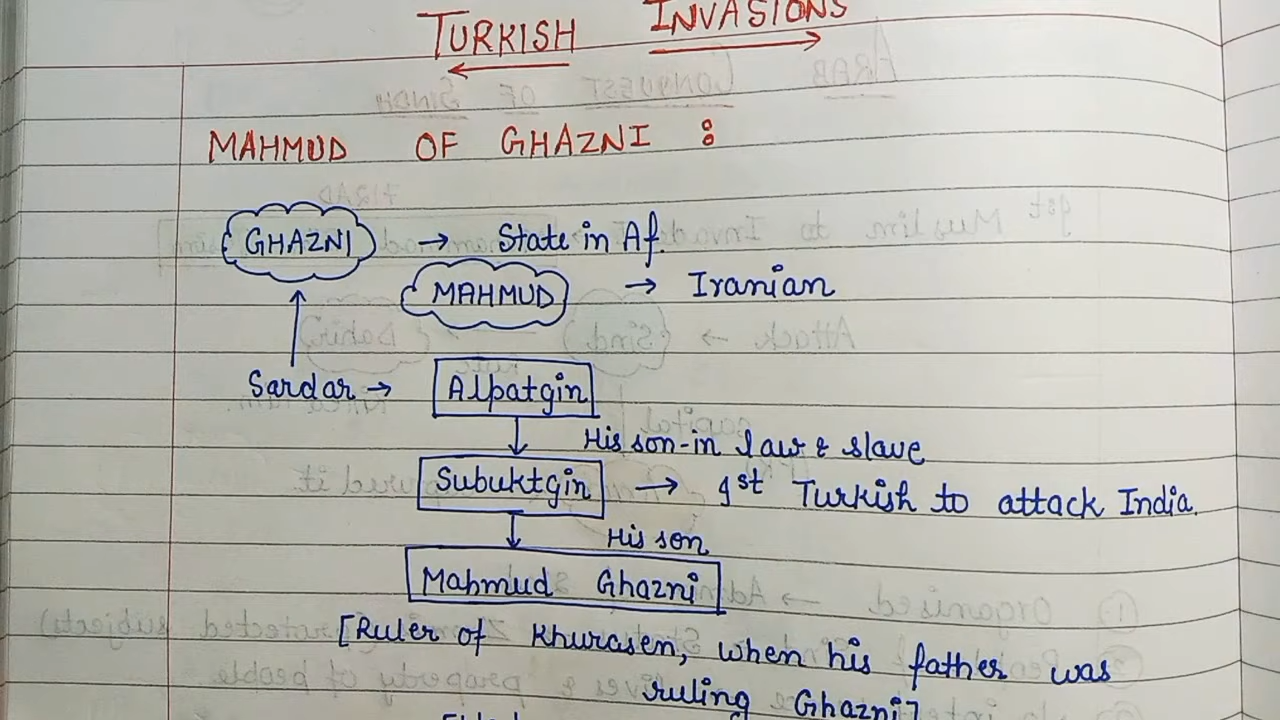 TURKISH INVASIONS
MAHMUD OF GHAZNI :
GHAZNI → State in Af.
MAHMUD → Iranian
Sardar → Alpatgin
His son-in law & slave
Subuktgin → 1st Turkish to attack India.
His son
Mahmud Ghazni
[Ruler of Khurasen, when his father was
ruling Ghazni]